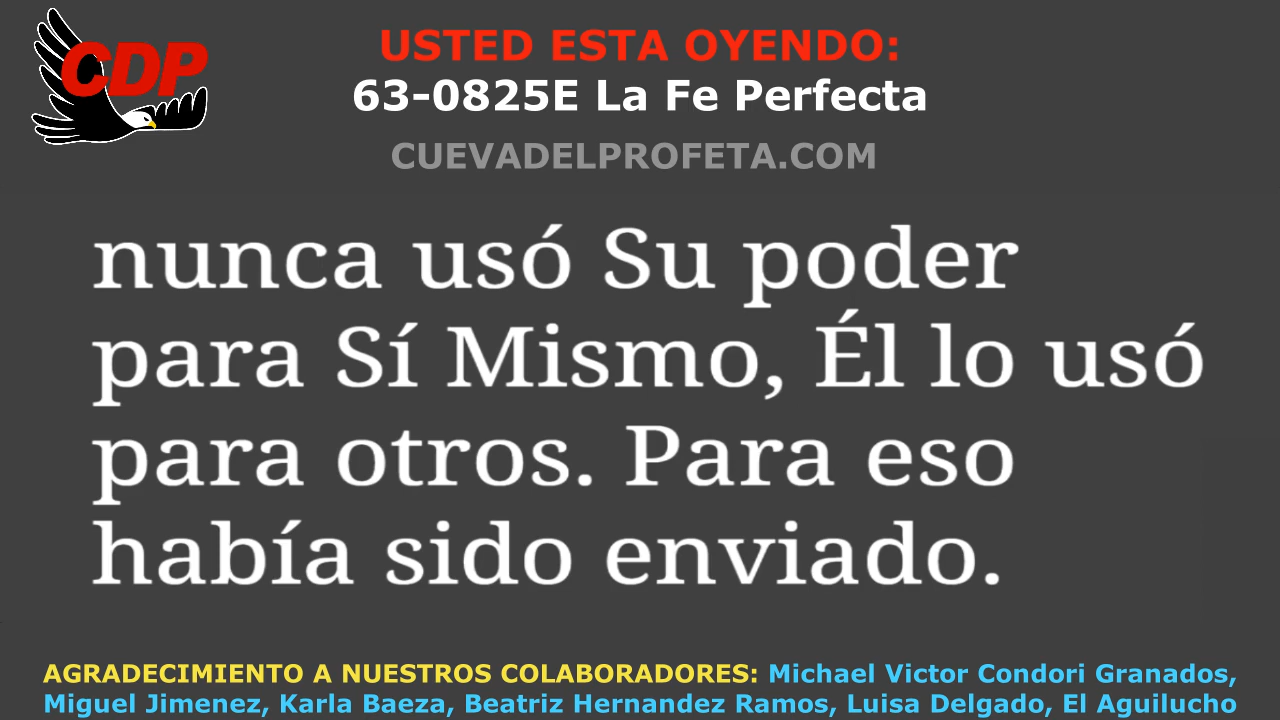 CDP
USTED ESTA OYENDO:
63-0825E La Fe Perfecta
CUEVADELPROFETA.COM
nunca usó Su poder
para Sí Mismo, Él lo usó
para otros. Para eso
había sido enviado.
AGRADECIMIENTO A NUESTROS COLABORADORES: Michael Victor Condori Granados,
Miguel Jimenez, Karla Baeza, Beatriz Hernandez Ramos, Luisa Delgado, El Aguilucho